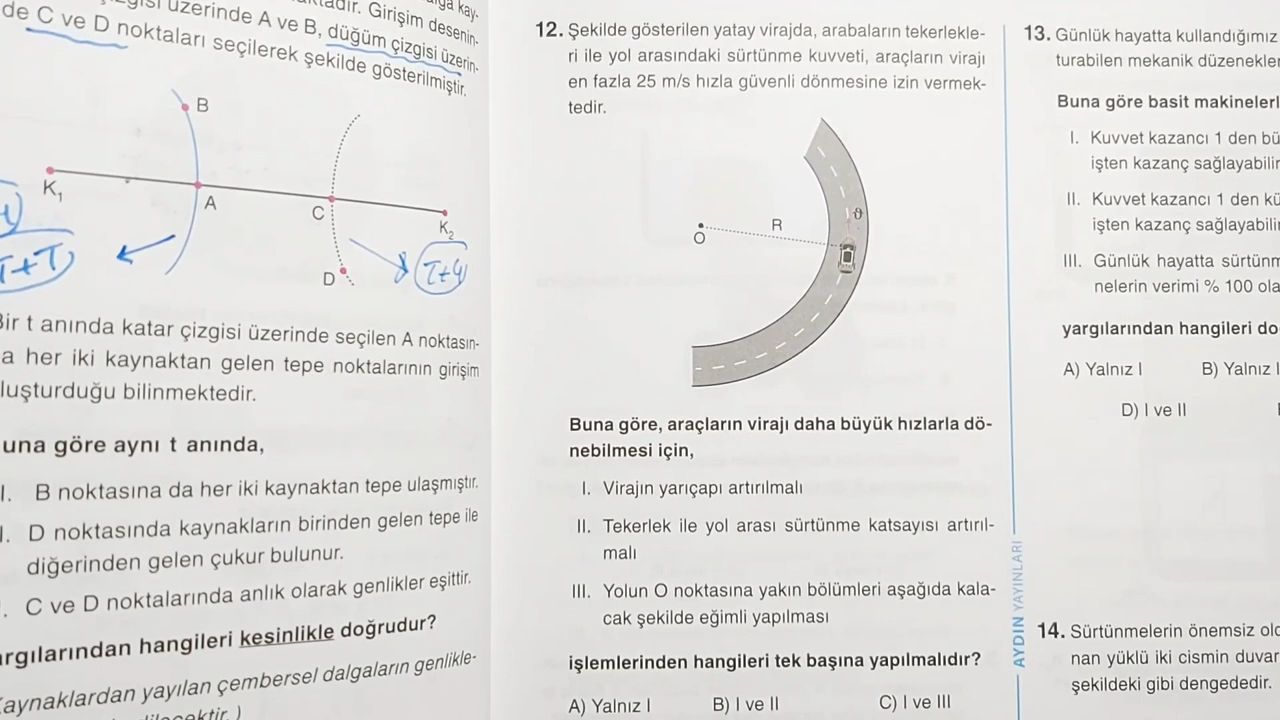 ktadır. Girişim desenin-
üzerinde A ve B, düğüm çizgisi üzerin-
de C ve D noktaları seçilerek şekilde gösterilmiştir.
B
K1
A
C
K2
D
T+4
Bir t anında katar çizgisi üzerinde seçilen A noktasın-
a her iki kaynaktan gelen tepe noktalarının girişim
luşturduğu bilinmektedir.
una göre aynı t anında,
I. B noktasına da her iki kaynaktan tepe ulaşmıştır.
I. D noktasında kaynakların birinden gelen tepe ile
diğerinden gelen çukur bulunur.
. C ve D noktalarında anlık olarak genlikler eşittir.
argılarından hangileri kesinlikle doğrudur?
Kaynaklardan yayılan çembersel dalgaların genlikle-
12. Şekilde gösterilen yatay virajda, arabaların tekerlekle-
ri ile yol arasındaki sürtünme kuvveti, araçların virajı
en fazla 25 m/s hızla güvenli dönmesine izin vermek-
tedir.
O
R
ϑ
Buna göre, araçların virajı daha büyük hızlarla dö-
nebilmesi için,
I. Virajın yarıçapı artırılmalı
II. Tekerlek ile yol arası sürtünme katsayısı artırıl-
malı
III. Yolun O noktasına yakın bölümleri aşağıda kala-
cak şekilde eğimli yapılması
işlemlerinden hangileri tek başına yapılmalıdır?
A) Yalnız I B) I ve II C) I ve III
AYDIN YAYINLARI
13. Günlük hayatta kullandığımız
turabilen mekanik düzenekler
Buna göre basit makinelerl
I. Kuvvet kazancı 1 den bü
işten kazanç sağlayabilir
II. Kuvvet kazancı 1 den kü
işten kazanç sağlayabili
III. Günlük hayatta sürtünm
nelerin verimi % 100 ola
yargılarından hangileri do
A) Yalnız I B) Yalnız I
D) I ve II
14. Sürtünmelerin önemsiz olc
nan yüklü iki cismin duvar
şekildeki gibi dengededir.